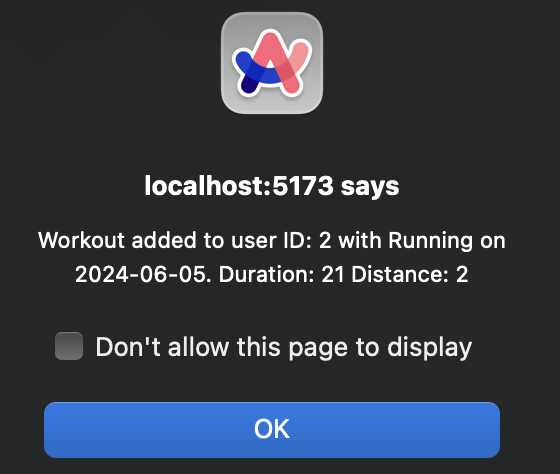 localhost:5173 says
Workout added to user ID: 2 with Running on
2024-06-05. Duration: 21 Distance: 2
Don't allow this page to display
OK